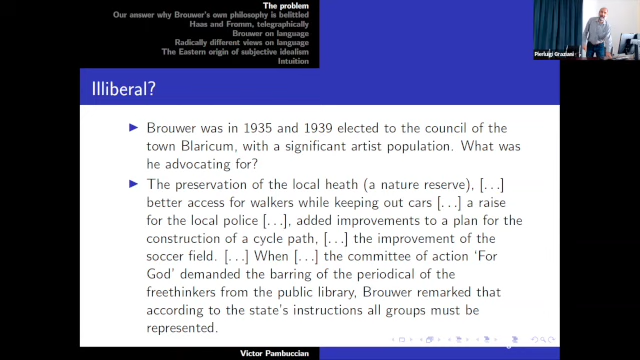 The problem
Our answer why Brouwer's own philosophy is belittled
Haas and Fromm, telegraphically
Brouwer on language
Radically different views on language
The Eastern origin of subjective idealism
Intuition
Pierluigi Graziani
Illiberal?
Brouwer was in 1935 and 1939 elected to the council of the
town Blaricum, with a significant artist population. What was
he advocating for?
The preservation of the local heath (a nature reserve), [...]
better access for walkers while keeping out cars [...] a raise
for the local police [...], added improvements to a plan for the
construction of a cycle path, [...] the improvement of the
soccer field. [...] When [...] the committee of action ‘For
God’ demanded the barring of the periodical of the
freethinkers from the public library, Brouwer remarked that
according to the state's instructions all groups must be
represented.
Victor Pambuccian